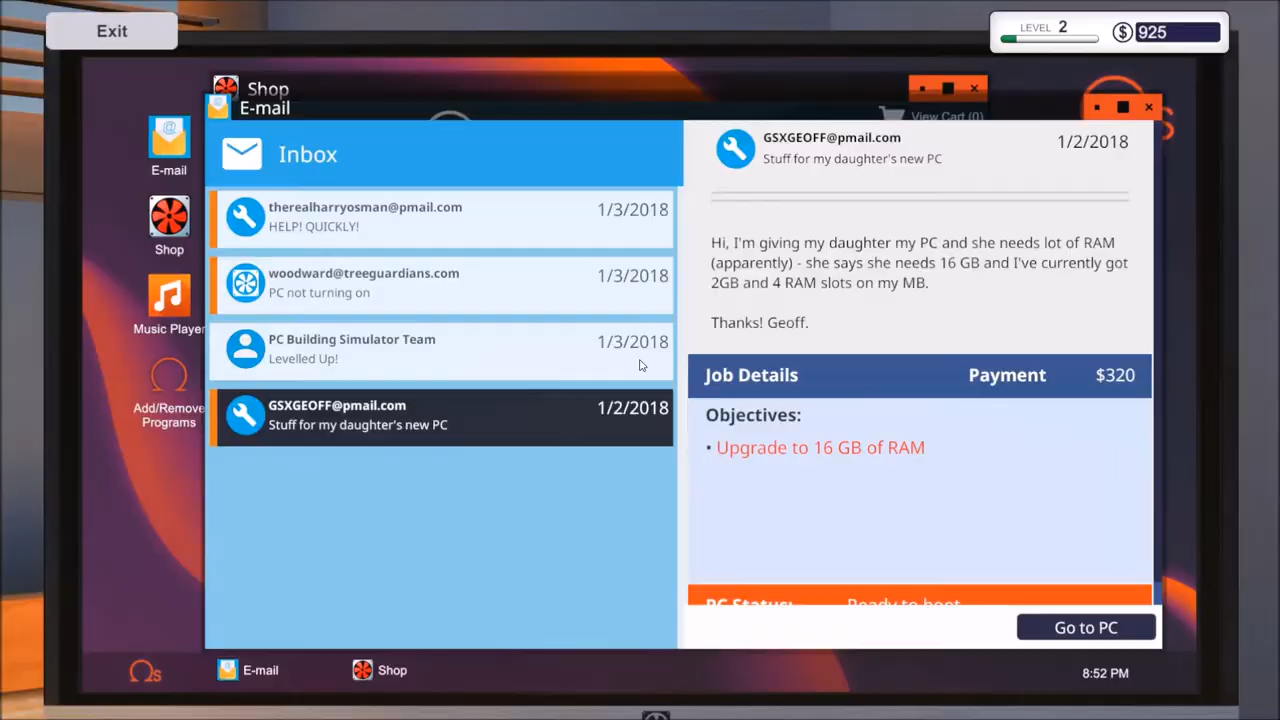 Exit
LEVEL 2
$ 925
Shop
View Cart (0)
E-mail
E-mail
Shop
Music Player
Add/Remove
Programs
Inbox
therealharryosman@pmail.com
1/3/2018
HELP! QUICKLY!
woodward@treeguardians.com
1/3/2018
PC not turning on
PC Building Simulator Team
1/3/2018
Levelled Up!
GSXGEOFF@pmail.com
1/2/2018
Stuff for my daughter's new PC
GSXGEOFF@pmail.com
1/2/2018
Stuff for my daughter's new PC
Hi, I'm giving my daughter my PC and she needs lot of RAM
(apparently) - she says she needs 16 GB and I've currently got
2GB and 4 RAM slots on my MB.
Thanks! Geoff.
Job Details
Payment
$320
Objectives:
• Upgrade to 16 GB of RAM
PC Status:
Ready to boot
Go to PC
Ωs
E-mail
Shop
8:52 PM